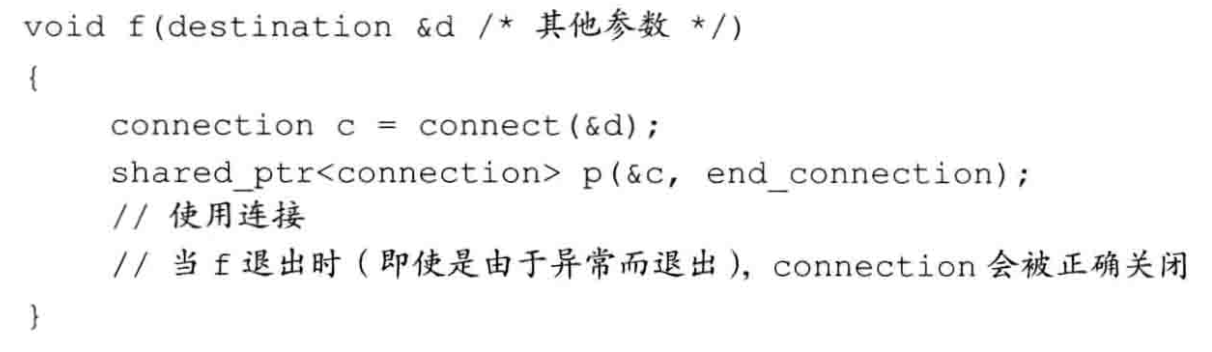 void f(destination &d /* 其他参数 */)
{
    connection c = connect(&d);
    shared_ptr<connection> p(&c, end_connection);
    // 使用连接
    // 当 f 退出时（即使是由于异常而退出），connection 会被正确关闭
}